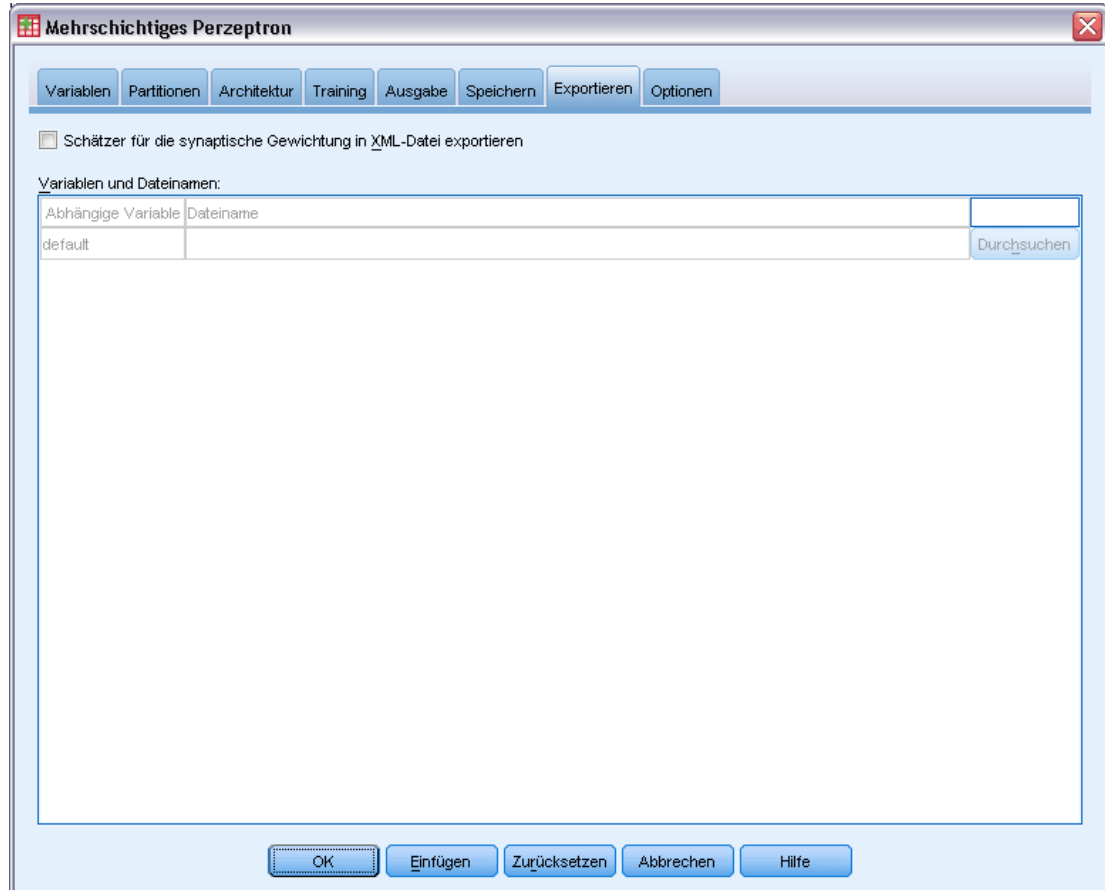 Mehrschichtiges Perzeptron
Variablen Partitionen Architektur Training Ausgabe Speichern Exportieren Optionen
Schätzer für die synaptische Gewichtung in XML-Datei exportieren
Variablen und Dateinamen:
Abhängige Variable Dateiname
default Durchsuchen
OK Einfügen Zurücksetzen Abbrechen Hilfe